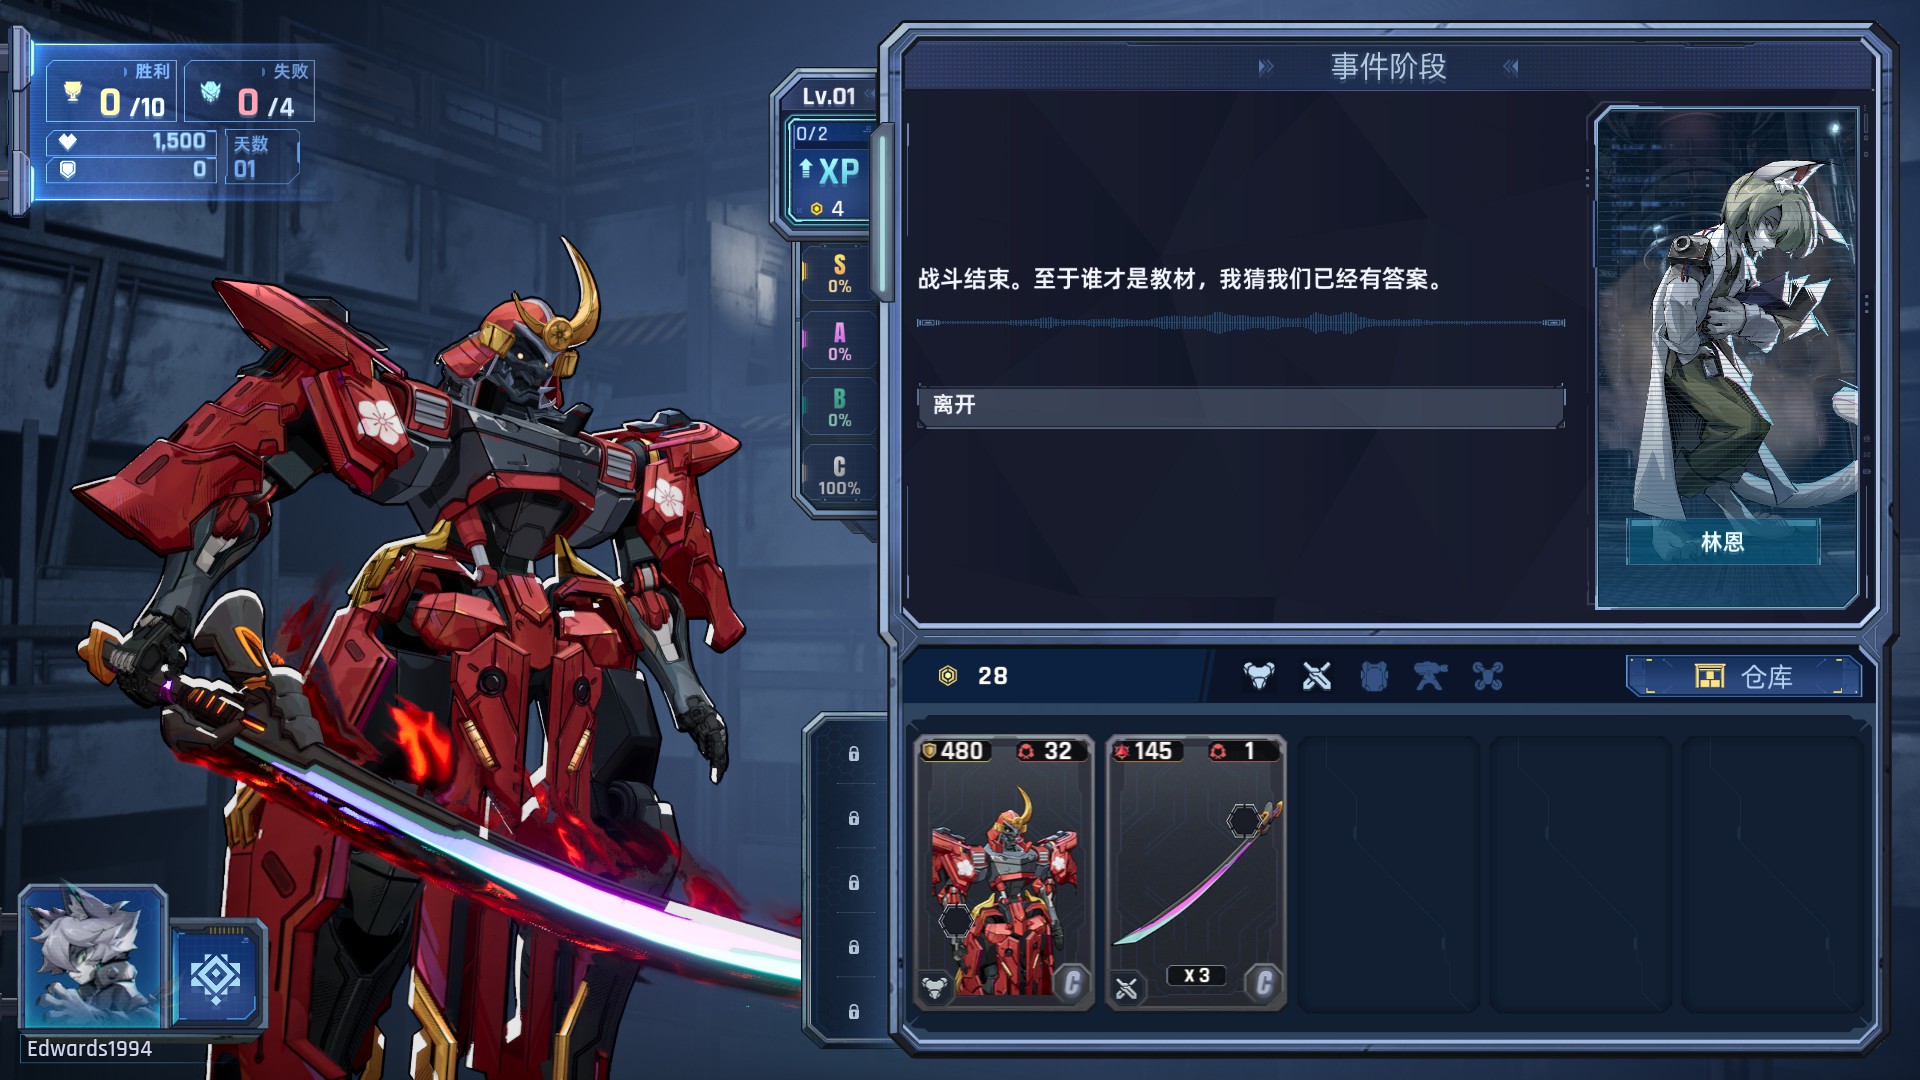 胜利
0 /10
失败
0 /4
1,500
0
天数
01
Lv.01
0/2
XP
4
S
0%
A
0%
B
0%
C
100%
事件阶段
战斗结束。至于谁才是教材，我猜我们已经有答案。
离开
林恩
28
仓库
480
32
C
145
1
x 3
C
Edwards1994